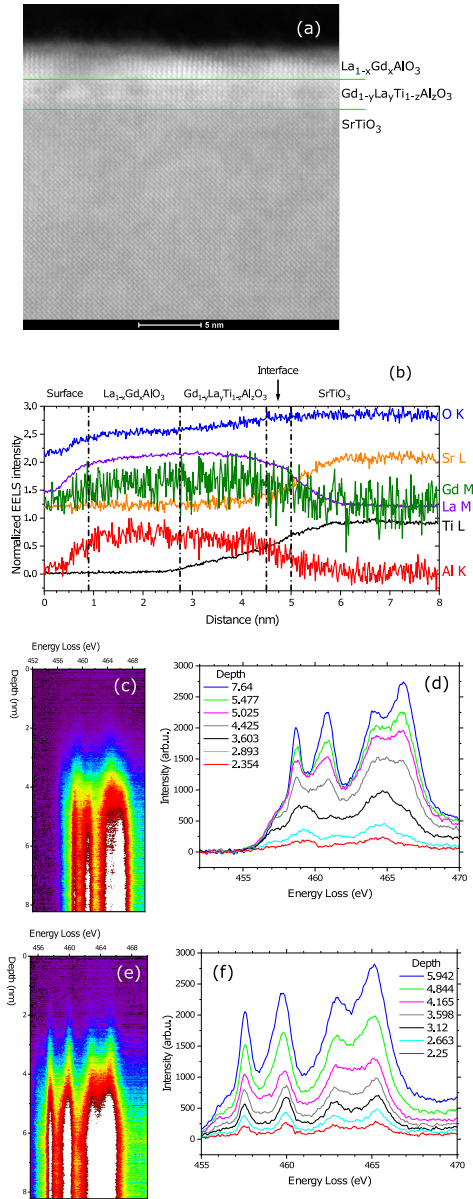 (a)
La1-xGdxAlO3
Gd1-yLayTi1-zAlzO3
SrTiO3
5 nm
Interface
(b)
Surface La1-xGdxAlO3 Gd1-yLayTi1-zAlzO3 SrTiO3
Normalized EELS intensity
3,0
2,5
2,0
1,5
1,0
0,5
0,0
O K
Sr L
Gd M
La M
Ti L
Al K
0 1 2 3 4 5 6 7 8
Distance (nm)
Energy Loss (eV)
452 456 460 464 468
Depth (nm)
0
2
4
6
8
(c)
(d)
Depth
7.64
5.477
5.025
4.425
3.603
2.893
2.354
Intensity (arb.u.)
3000
2500
2000
1500
1000
500
0
455 460 465 470
Energy Loss (eV)
Energy Loss (eV)
456 460 464 468
Depth (nm)
0
2
4
6
8
(e)
(f)
Depth
5.942
4.844
4.165
3.598
3.12
2.663
2.25
Intensity (arb.u.)
3000
2500
2000
1500
1000
500
0
455 460 465 470
Energy Loss (eV)